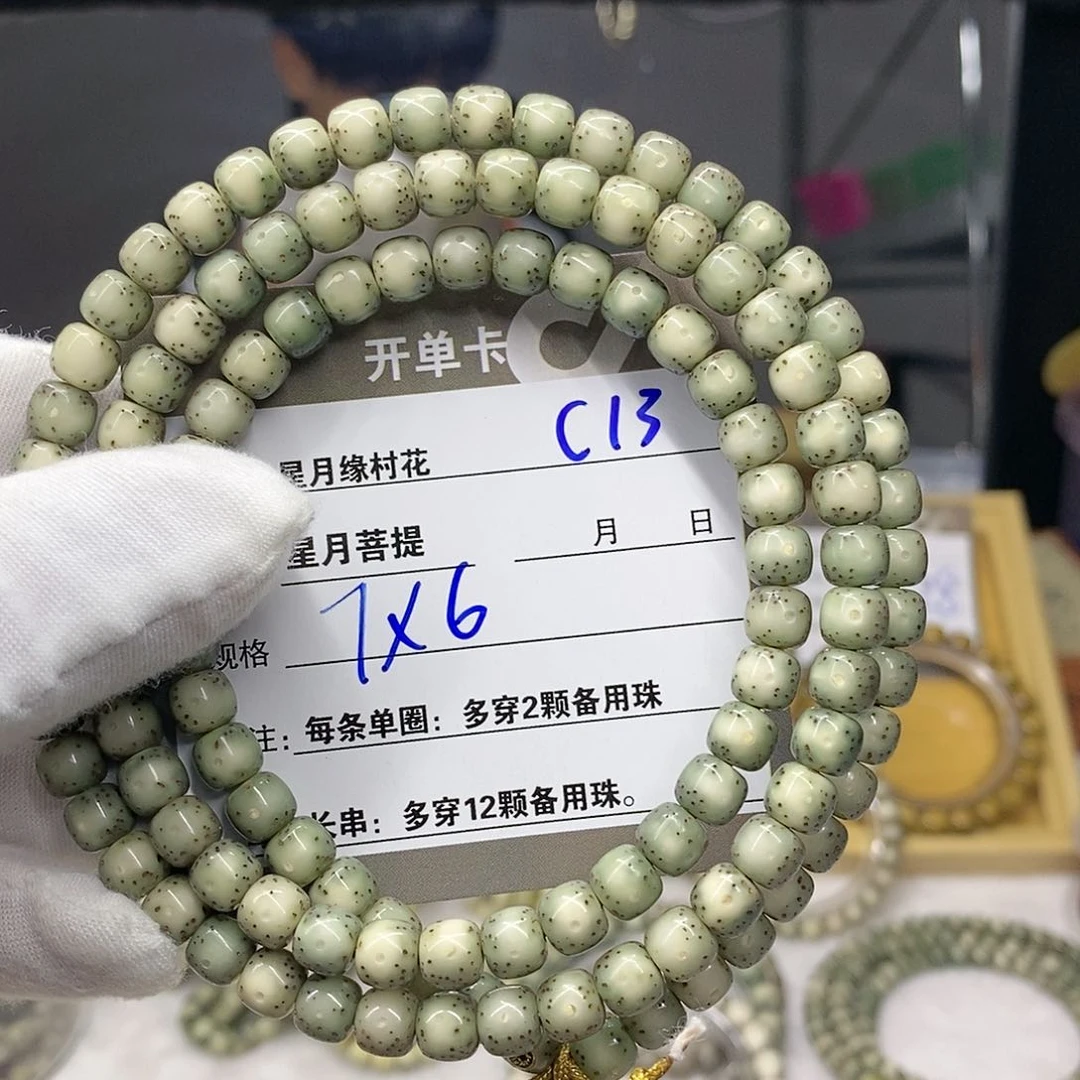 开单卡
C13
星月缘村花
星月菩提 月 日
规格 7X6
注：每条单圈：多穿2颗备用珠
长串：多穿12颗备用珠。